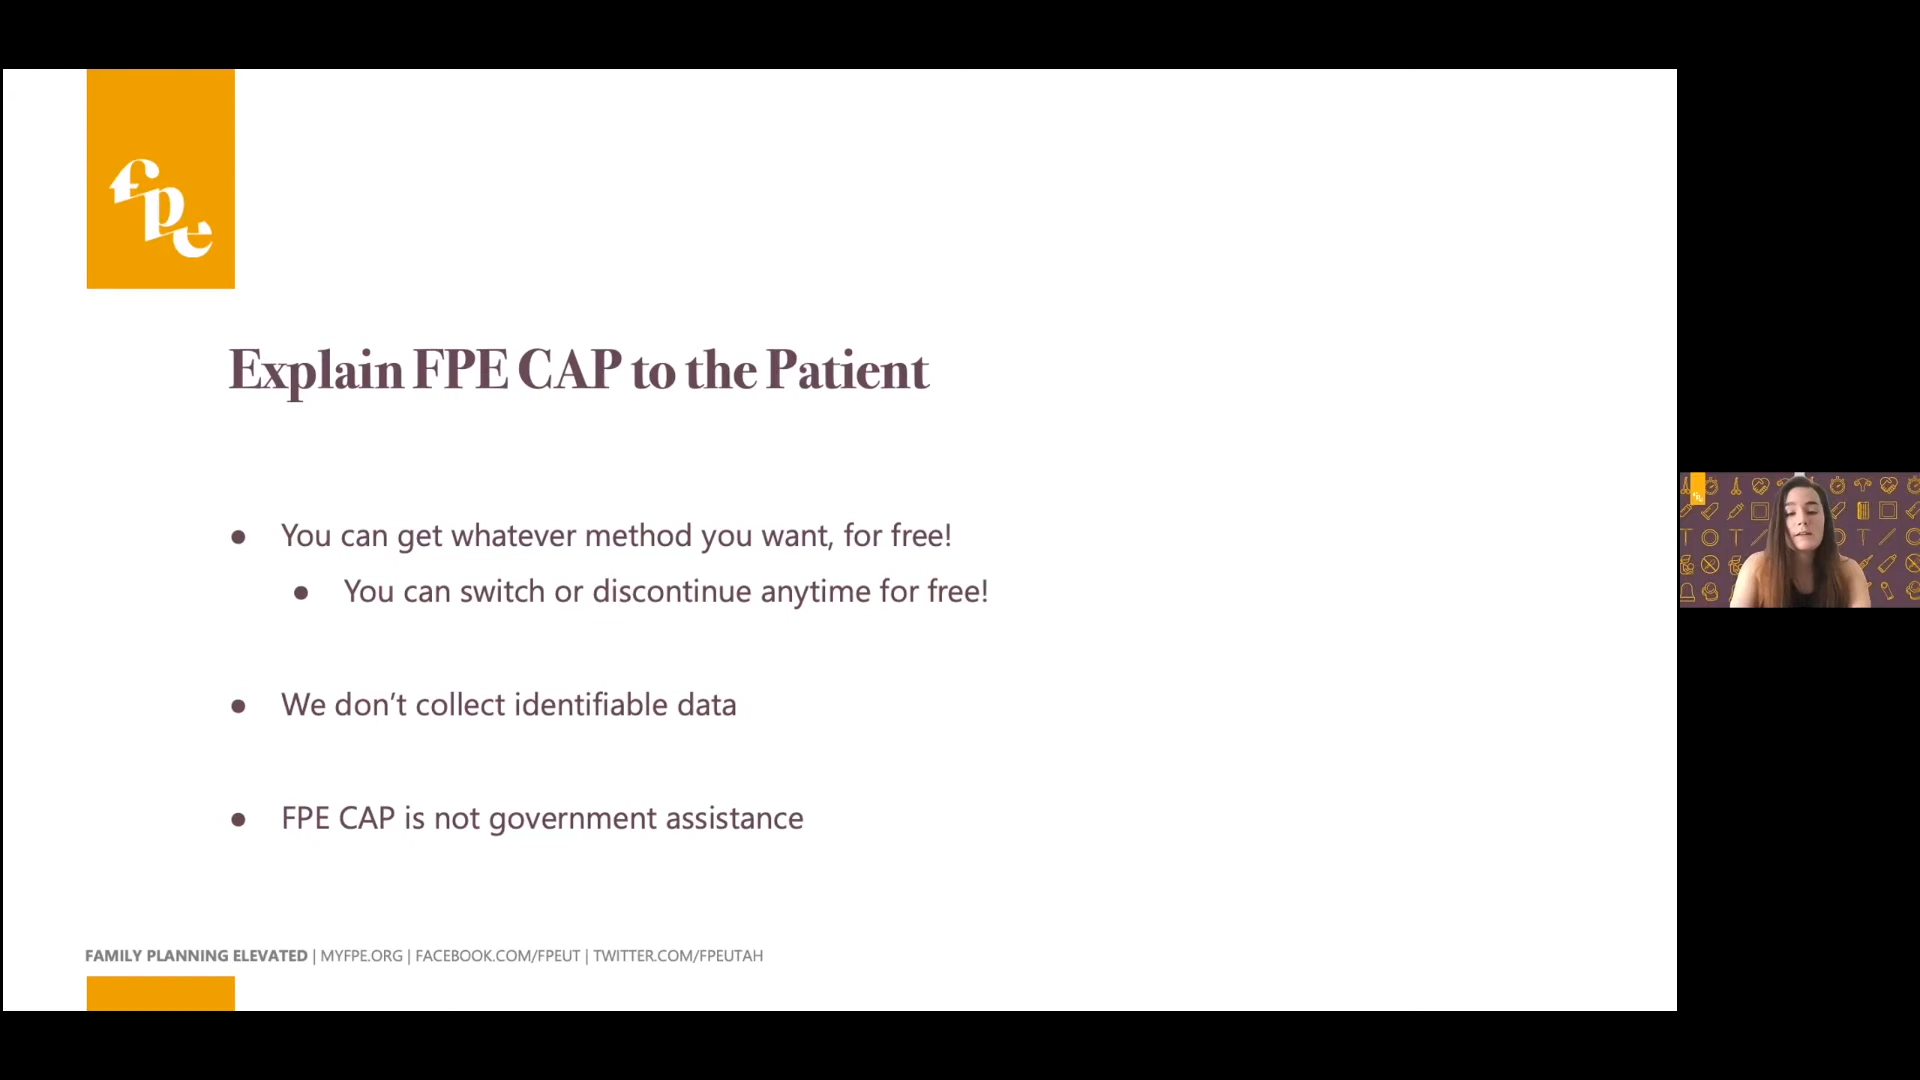 fpe
Explain FPE CAP to the Patient
● You can get whatever method you want, for free!
● You can switch or discontinue anytime for free!
● We don’t collect identifiable data
● FPE CAP is not government assistance
FAMILY PLANNING ELEVATED | MYFPE.ORG | FACEBOOK.COM/FPEUT | TWITTER.COM/FPEUTAH